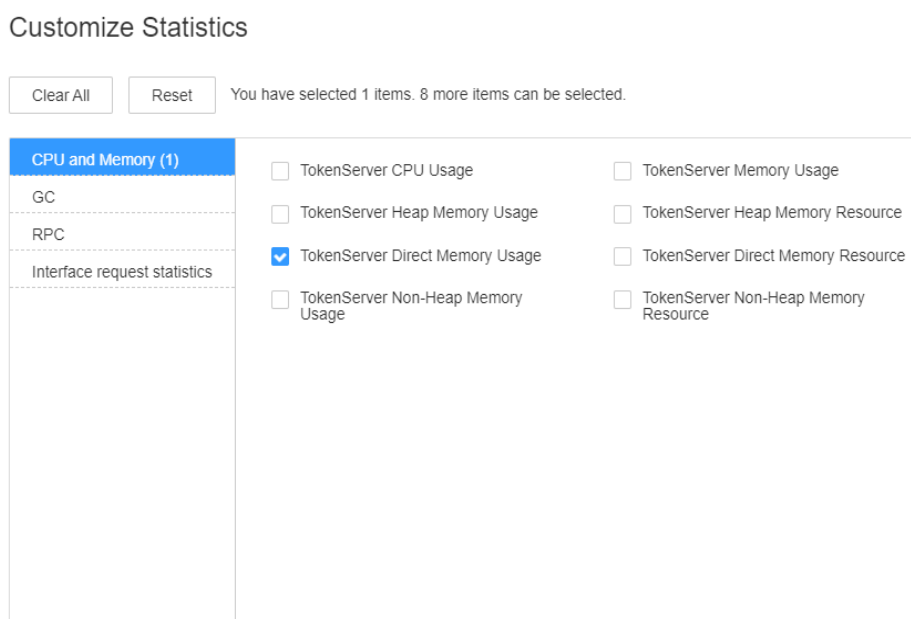 Customize Statistics
Clear All
Reset
You have selected 1 items. 8 more items can be selected.
CPU and Memory (1)
GC
RPC
Interface request statistics
TokenServer CPU Usage
TokenServer Memory Usage
TokenServer Heap Memory Usage
TokenServer Heap Memory Resource
TokenServer Direct Memory Usage
TokenServer Direct Memory Resource
TokenServer Non-Heap Memory
Usage
TokenServer Non-Heap Memory
Resource